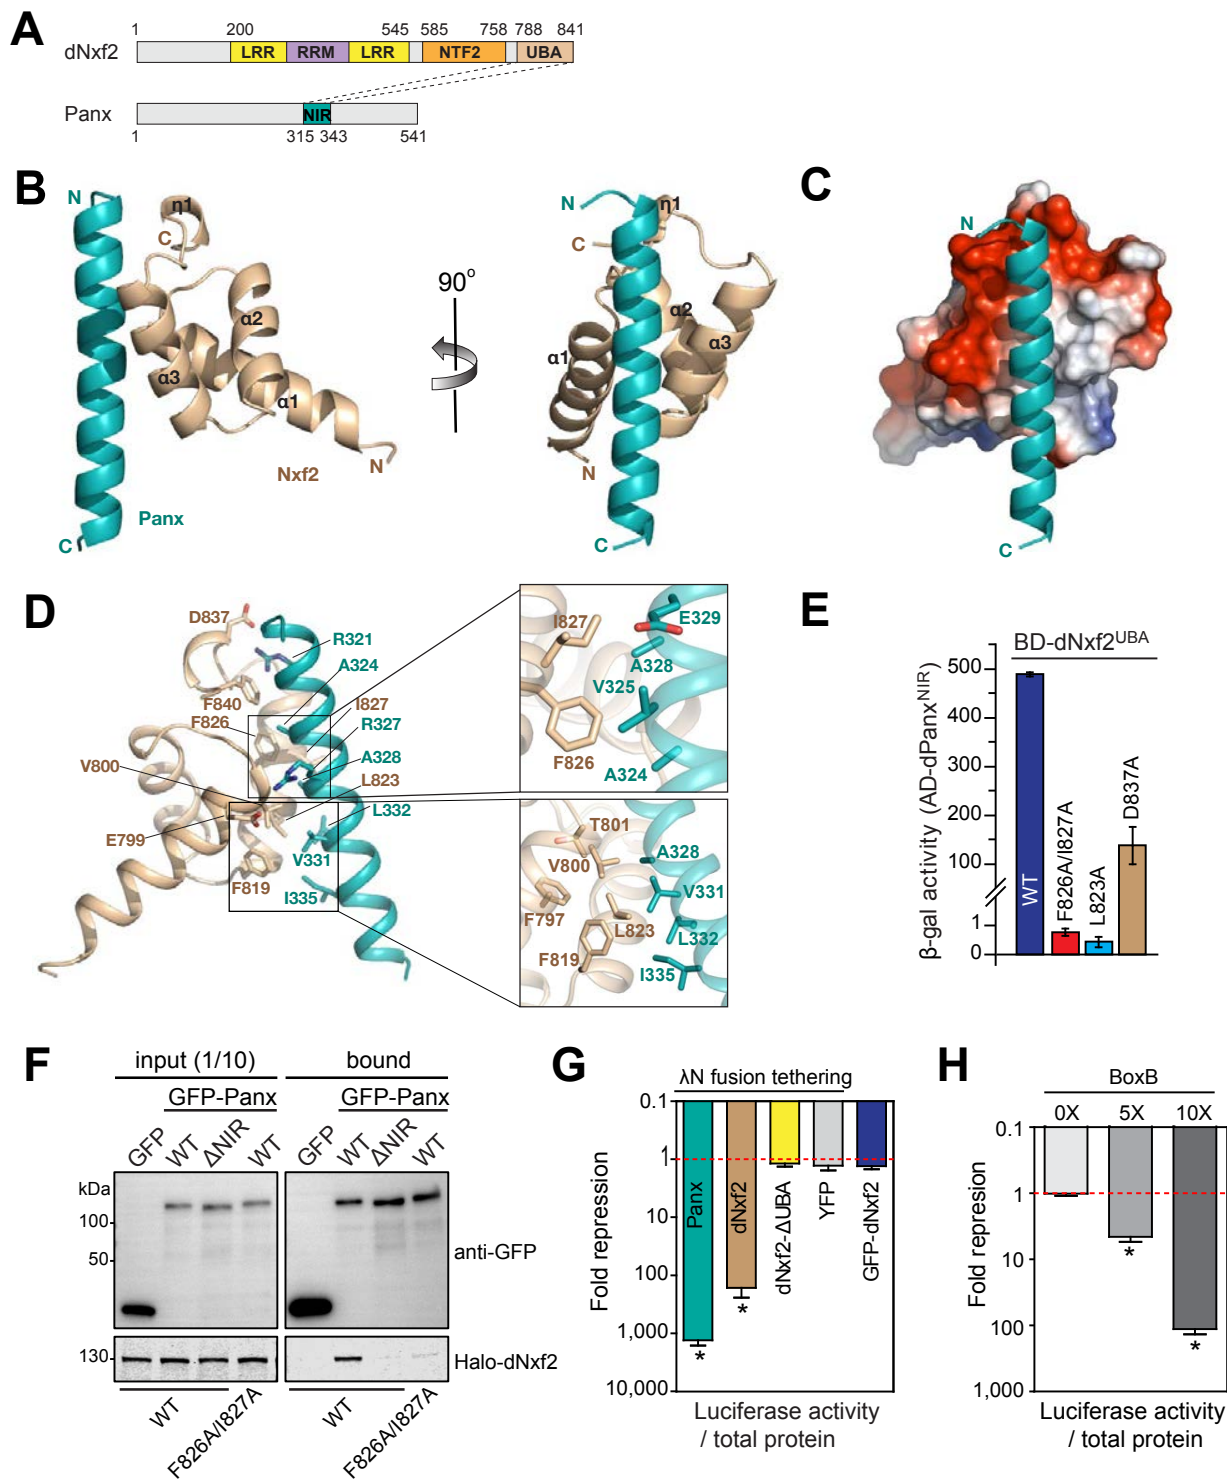 A
1 200 545 585 758 788 841
dNxf2 LRR RRM LRR NTF2 UBA
Panx NIR
1 315 343 541
B
N η1 C α2 α3 α1 Nxf2 N Panx C
90°
N η1 C α2 α3 α1 N C
C
N
C
D
D837
R321
A324
F840
F826
I827
R327
V800
A328
L823
E799
L332
V331
F819
I335
I827
E329
A328
V325
F826
A324
T801
V800
A328
V331
F797
L823
L332
F819
I335
E
BD-dNxf2UBA
β-gal activity (AD-dPanxNIR)
500
400
300
200
100
1
0
WT
F826A/I827A
L823A
D837A
F
input (1/10) bound
GFP-Panx GFP-Panx
GFP WT ΔNIR WT GFP WT ΔNIR WT
kDa
100
50
anti-GFP
130
Halo-dNxf2
WT F826A/I827A WT F826A/I827A
G
λN fusion tethering
Fold repression
0.1
1
10
100
1,000
10,000
Panx
dNxf2
dNxf2-ΔUBA
YFP
GFP-dNxf2
*
*
Luciferase activity
/ total protein
H
BoxB
0X 5X 10X
Fold repression
0.1
1
10
100
1,000
*
*
Luciferase activity
/ total protein